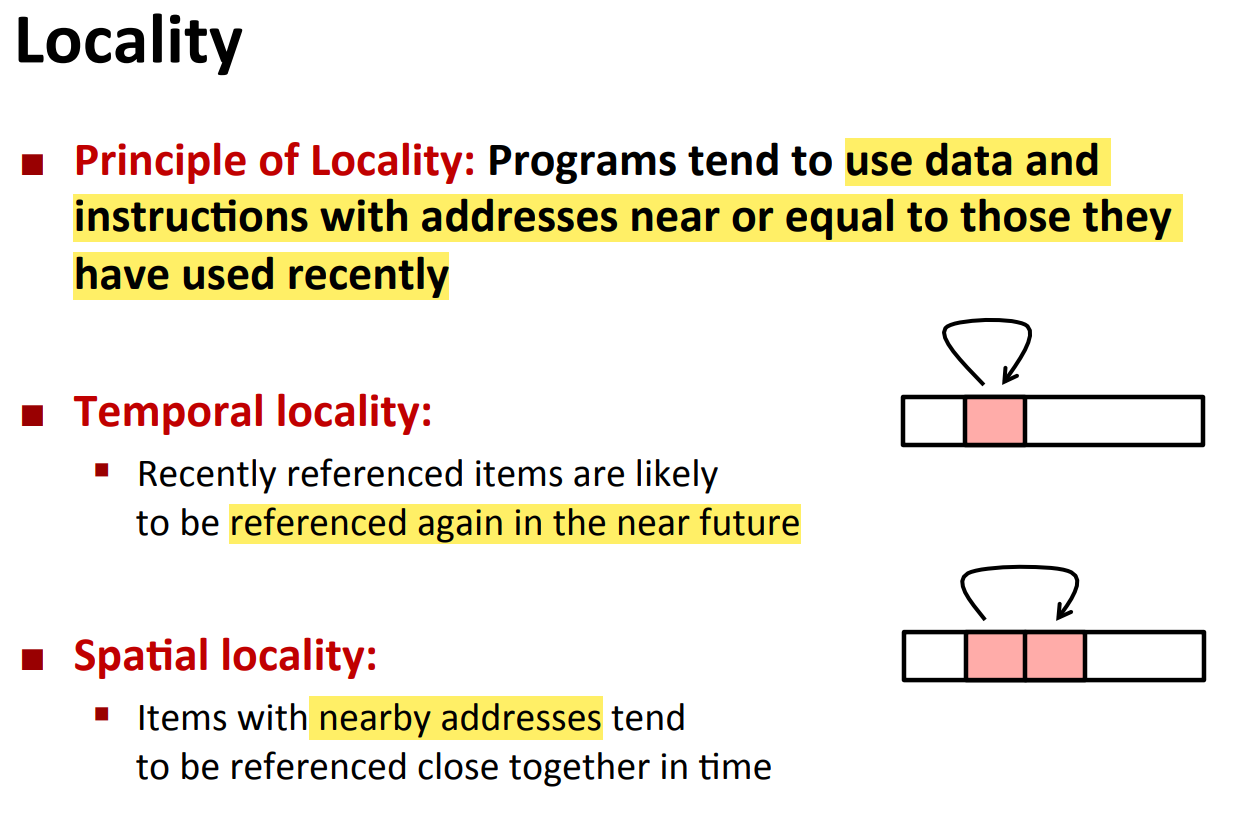 Locality
Principle of Locality: Programs tend to use data and
instructions with addresses near or equal to those they
have used recently
Temporal locality:
Recently referenced items are likely
to be referenced again in the near future
Spatial locality:
Items with nearby addresses tend
to be referenced close together in time